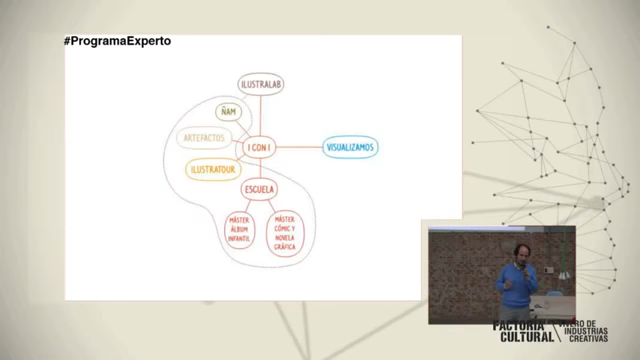 #ProgramaExperto
ILUSTRALAB
ÑAM
ARTEFACTOS
I CON I
VISUALIZAMOS
ILUSTRATOUR
ESCUELA
MÁSTER
ÁLBUM
INFANTIL
MÁSTER
CÓMIC Y
NOVELA
GRÁFICA
FACTORÍA
CULTURAL
VIVERO DE
INDUSTRIAS
CREATIVAS